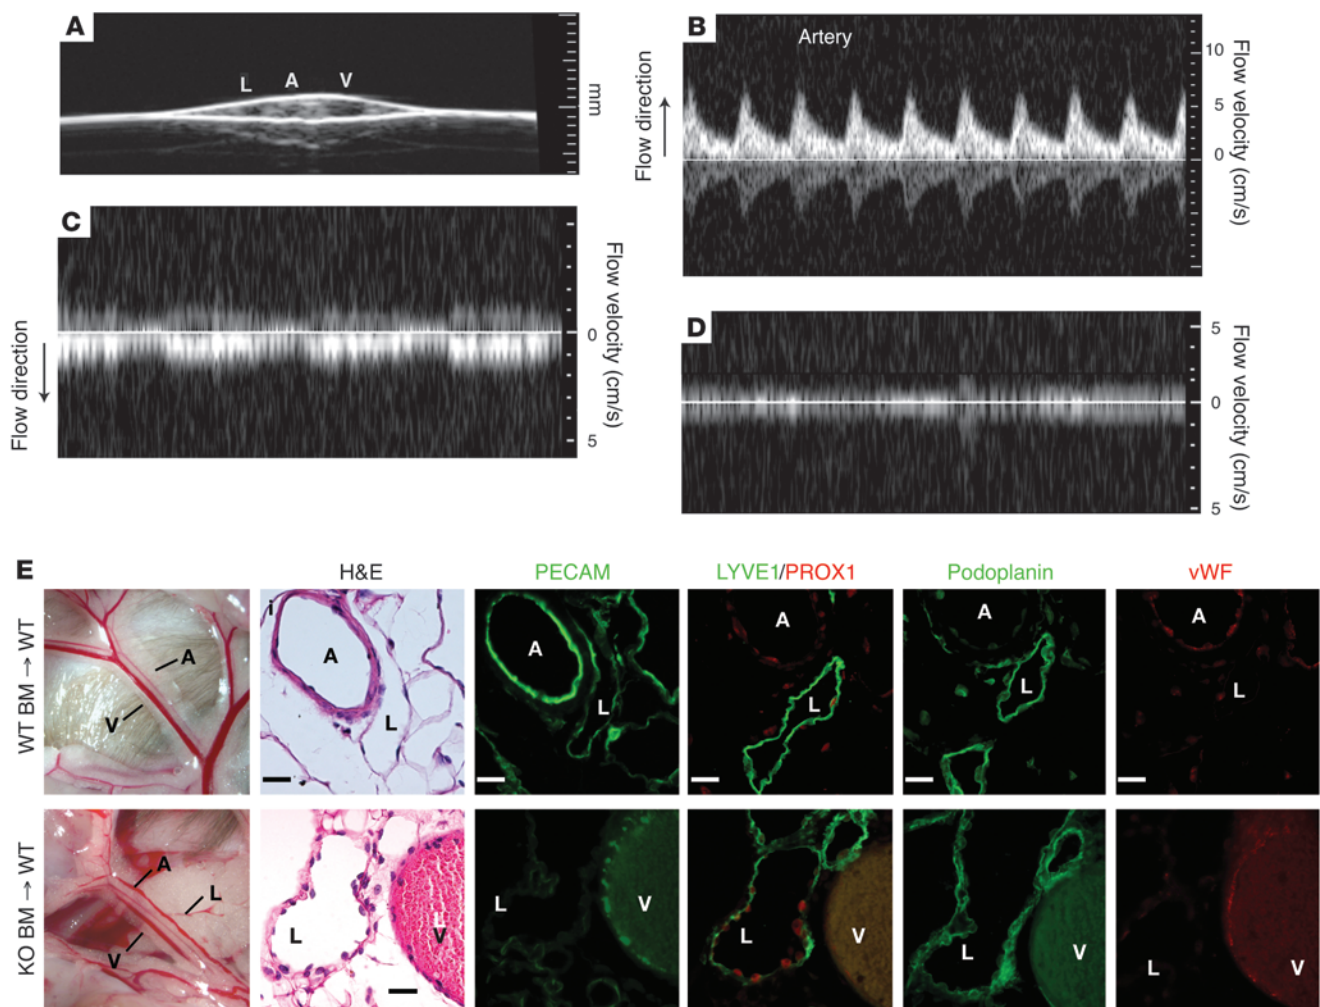 A
L A V
mm
B
Artery
Flow direction
10
5
0
Flow velocity (cm/s)
C
Flow direction
0
5
Flow velocity (cm/s)
D
5
0
5
Flow velocity (cm/s)
E
H&E
PECAM
LYVE1/PROX1
Podoplanin
vWF
WT BM → WT
A
V
i
A
L
A
L
A
L
A
L
A
L
KO BM → WT
A
L
V
L
V
L
V
L
V
L
V
L
V